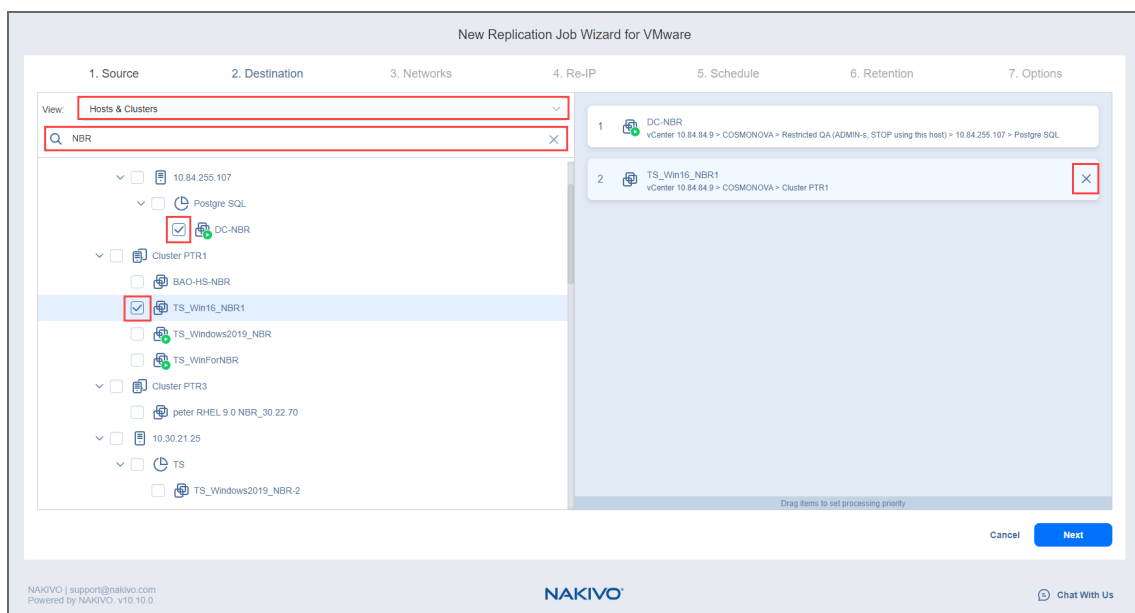 New Replication Job Wizard for VMware
1. Source 2. Destination 3. Networks 4. Re-IP 5. Schedule 6. Retention 7. Options
View: Hosts & Clusters
NBR
10.84.255.107
Postgre SQL
DC-NBR
Cluster PTR1
BAO-HS-NBR
TS_Win16_NBR1
TS_Windows2019_NBR
TS_WinForNBR
Cluster PTR3
peter RHEL 9.0 NBR_30.22.70
10.30.21.25
TS
TS_Windows2019_NBR-2
1 DC-NBR
vCenter 10.84.84.9 > COSMONOVA > Restricted QA (ADMIN-s, STOP using this host) > 10.84.255.107 > Postgre SQL
2 TS_Win16_NBR1
vCenter 10.84.84.9 > COSMONOVA > Cluster PTR1
Drag items to set processing priority
Cancel Next
NAKIVO | support@nakivo.com
Powered by NAKIVO. v10.10.0.
NAKIVO®
Chat With Us